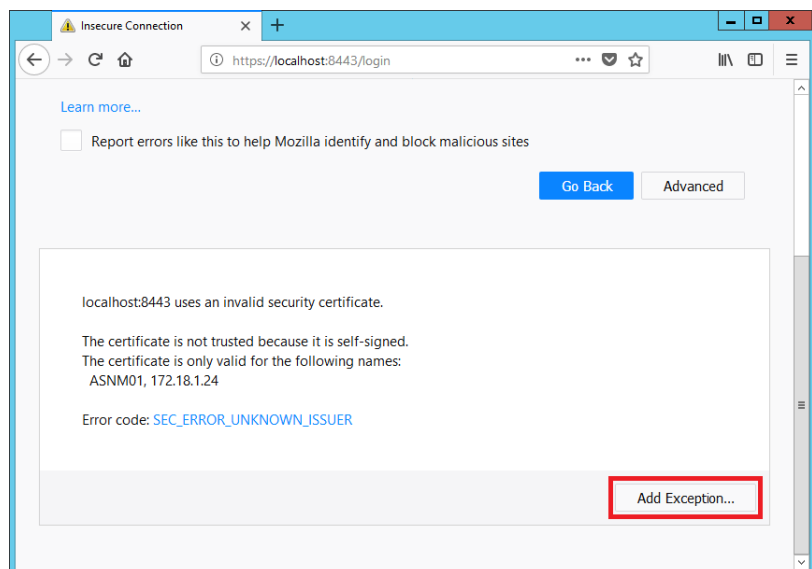 Insecure Connection
https://localhost:8443/login
Learn more...
Report errors like this to help Mozilla identify and block malicious sites
Go Back
Advanced
localhost:8443 uses an invalid security certificate.
The certificate is not trusted because it is self-signed.
The certificate is only valid for the following names:
ASNM01, 172.18.1.24
Error code: SEC_ERROR_UNKNOWN_ISSUER
Add Exception...